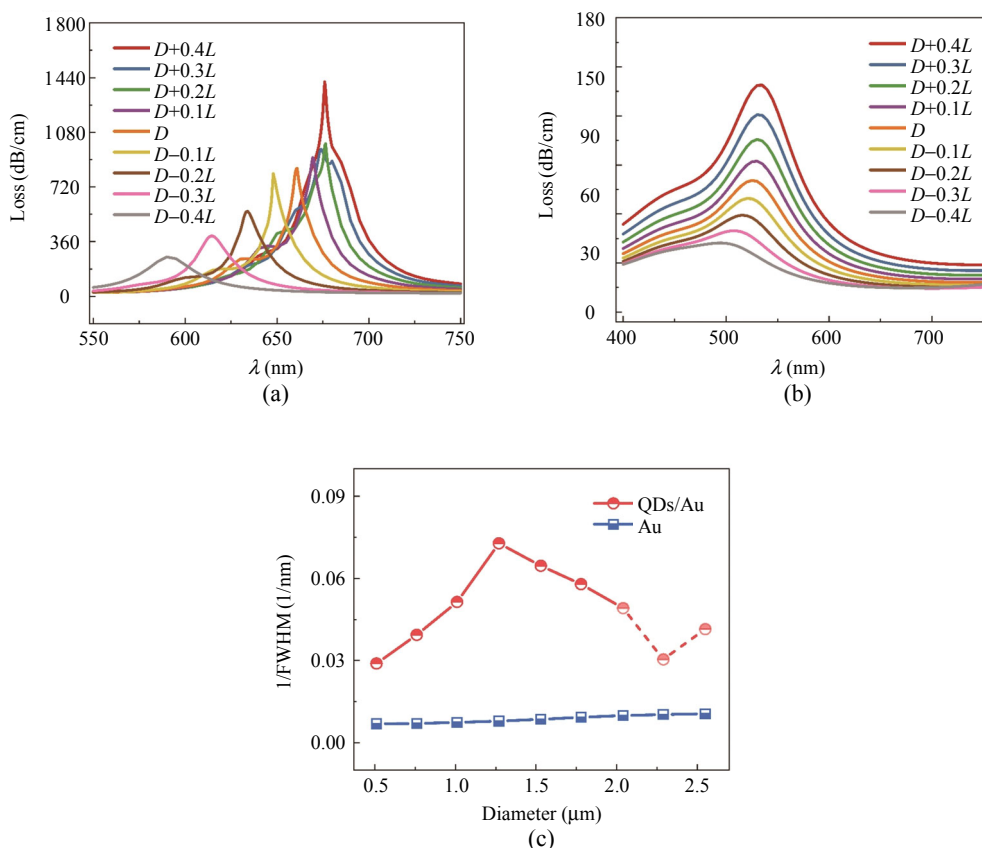 1800
1440
1080
720
360
0
Loss (dB/cm)
D+0.4L
D+0.3L
D+0.2L
D+0.1L
D
D−0.1L
D−0.2L
D−0.3L
D−0.4L
550 600 650 700 750
λ (nm)
(a)
180
150
90
60
30
0
Loss (dB/cm)
D+0.4L
D+0.3L
D+0.2L
D+0.1L
D
D−0.1L
D−0.2L
D−0.3L
D−0.4L
400 500 600 700
λ (nm)
(b)
0.09
0.06
0.03
0.00
1/FWHM (1/nm)
QDs/Au
Au
0.5 1.0 1.5 2.0 2.5
Diameter (μm)
(c)